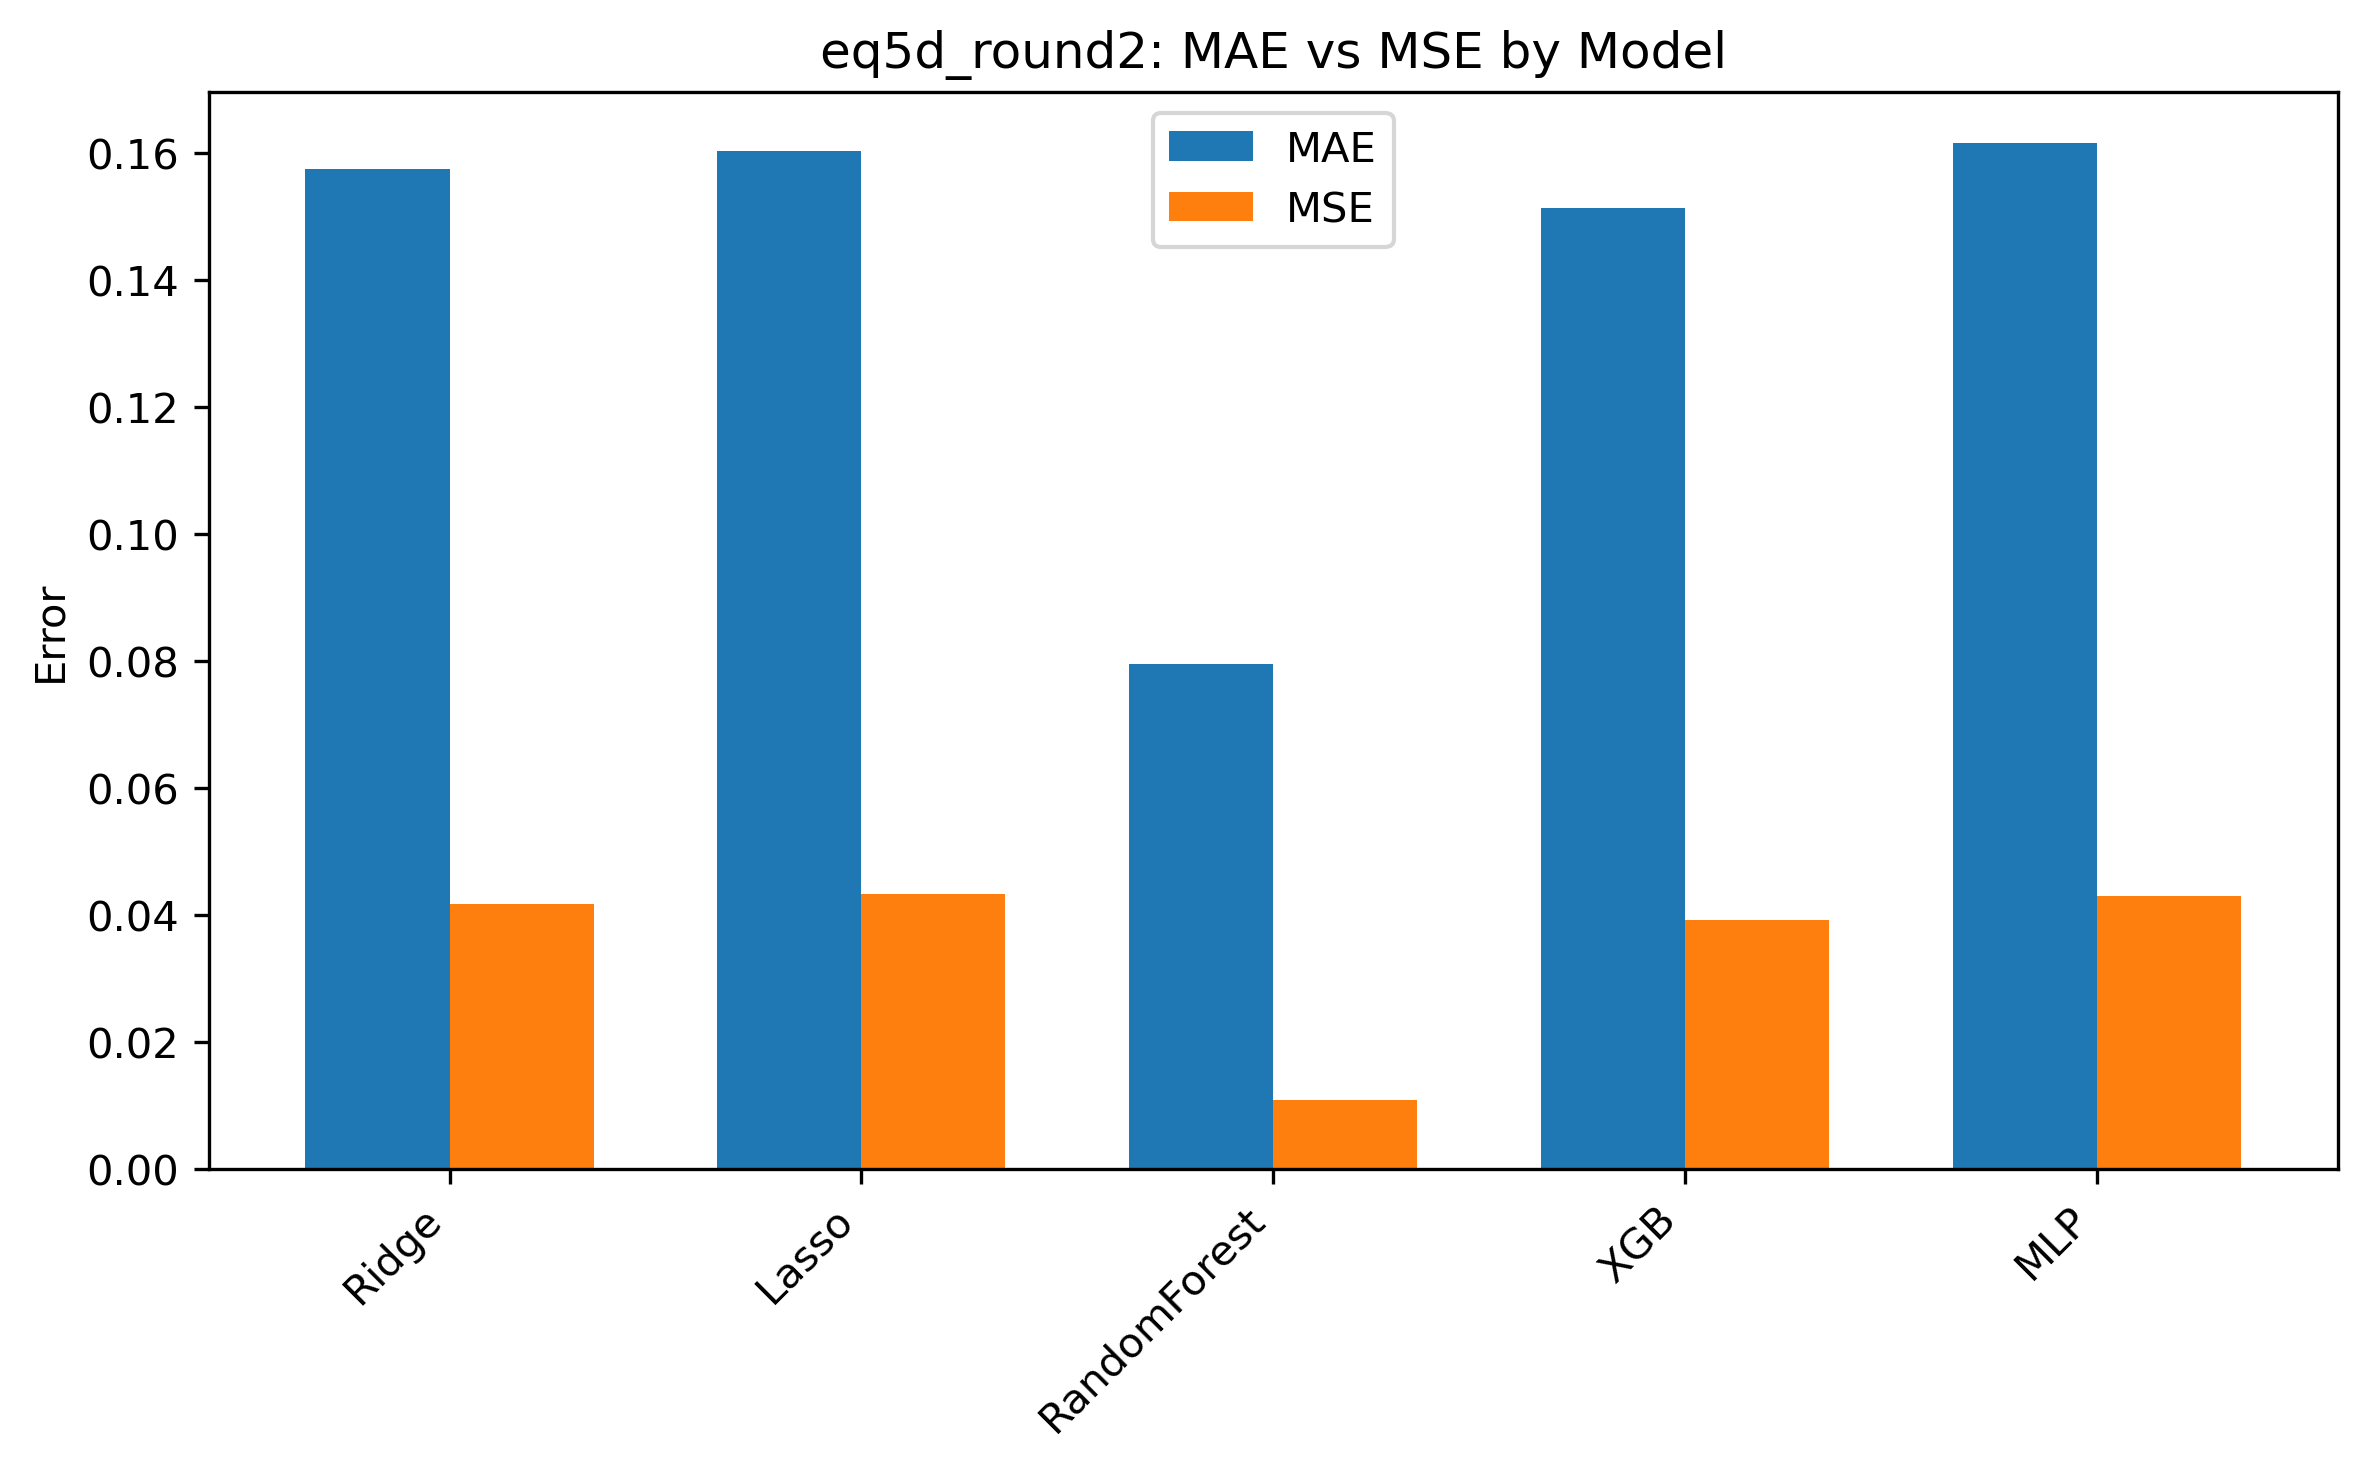 eq5d_round2: MAE vs MSE by Model
MAE
MSE
Error
0.16
0.14
0.12
0.10
0.08
0.06
0.04
0.02
0.00
Ridge
Lasso
RandomForest
XGB
MLP